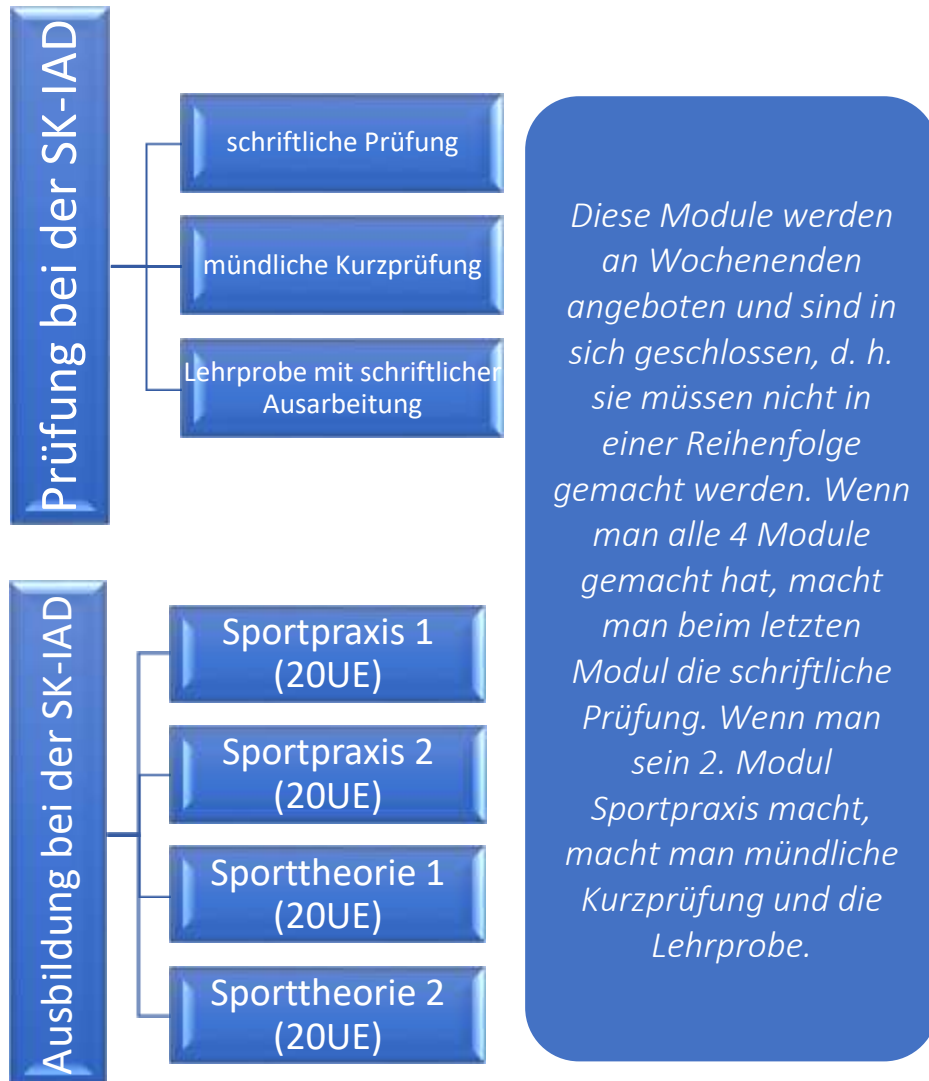 Prüfung bei der SK-IAD
schriftliche Prüfung
mündliche Kurzprüfung
Lehrprobe mit schriftlicher
Ausarbeitung
Ausbildung bei der SK-IAD
Sportpraxis 1
(20UE)
Sportpraxis 2
(20UE)
Sporttheorie 1
(20UE)
Sporttheorie 2
(20UE)
Diese Module werden
an Wochenenden
angeboten und sind in
sich geschlossen, d. h.
sie müssen nicht in
einer Reihenfolge
gemacht werden. Wenn
man alle 4 Module
gemacht hat, macht
man beim letzten
Modul die schriftliche
Prüfung. Wenn man
sein 2. Modul
Sportpraxis macht,
macht man mündliche
Kurzprüfung und die
Lehrprobe.